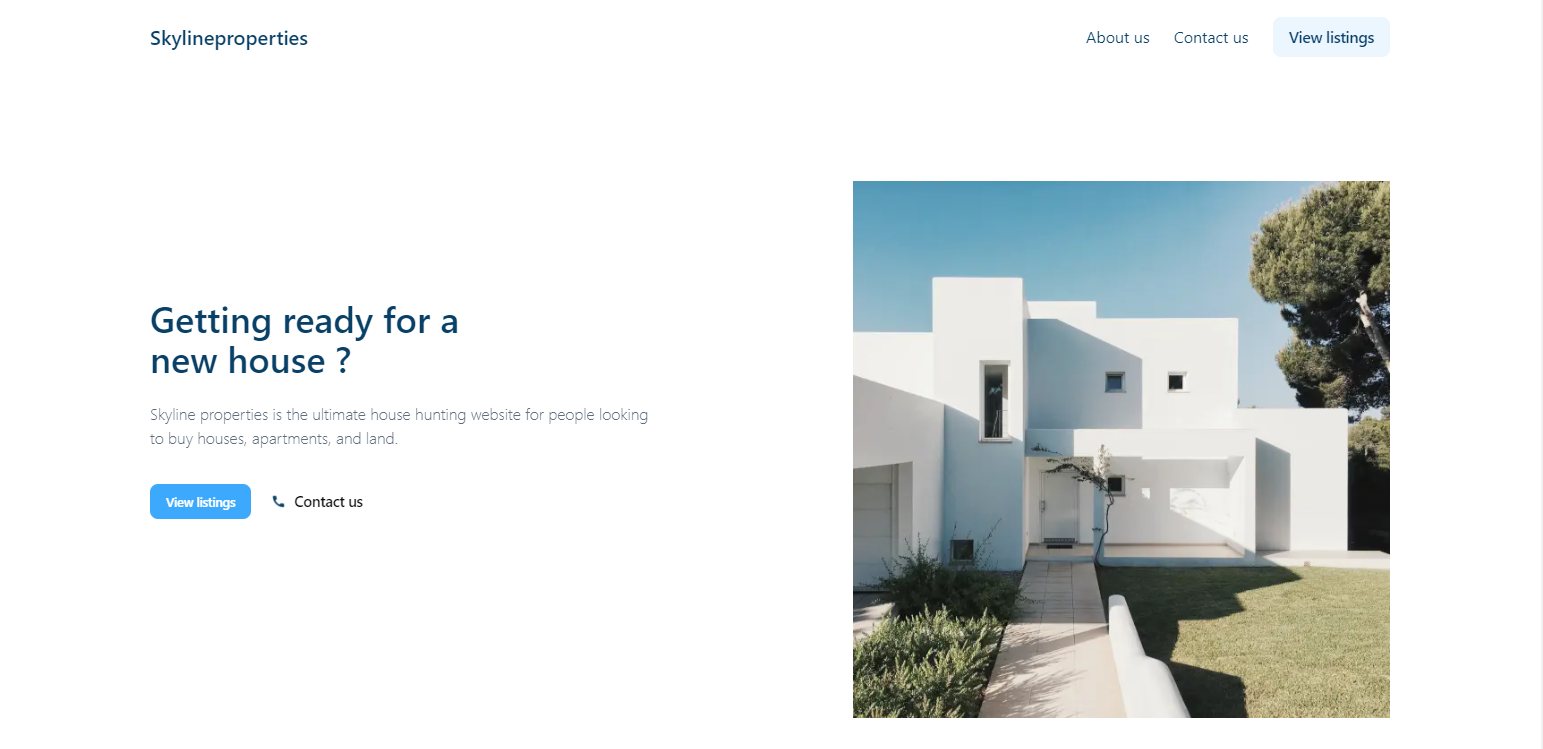 Skylineproperties
About us
Contact us
View listings
Getting ready for a
new house ?
Skyline properties is the ultimate house hunting website for people looking
to buy houses, apartments, and land.
View listings
Contact us